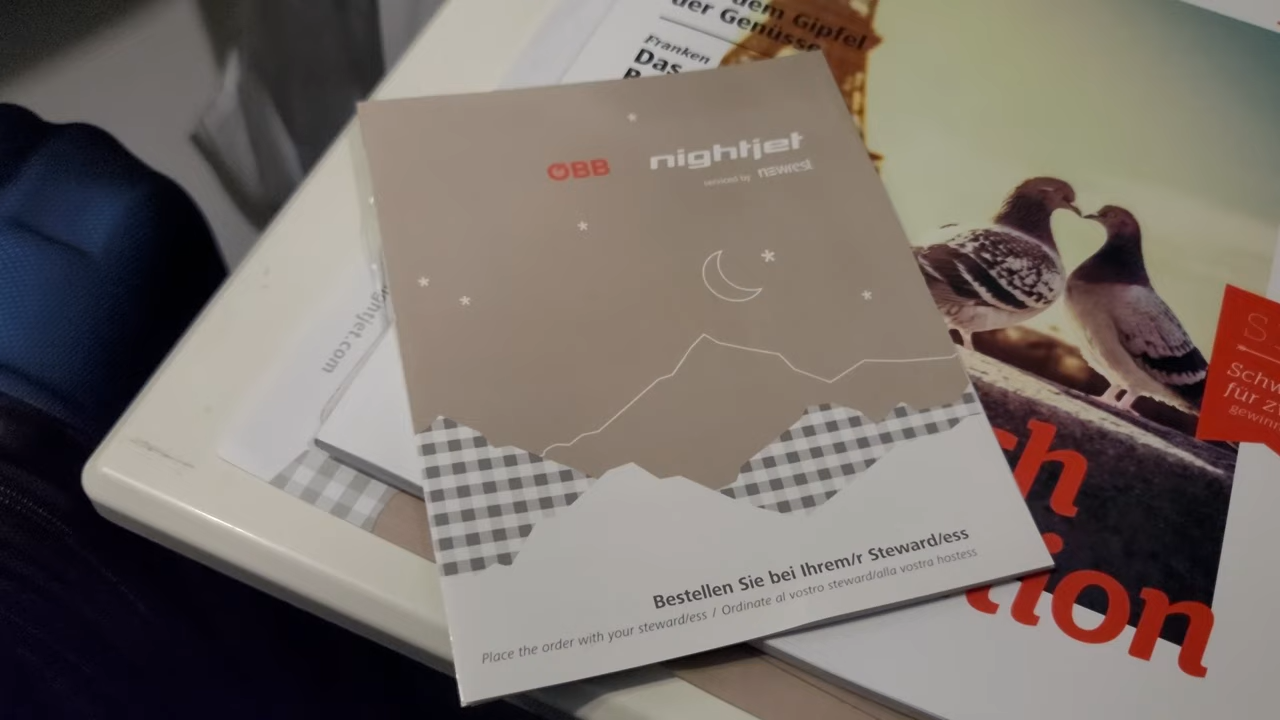 dem Gipfel
der Genüsse
Franken
Das
ÖBB
nightjet
serviced by newrest
nightjet.com
Bestellen Sie bei Ihrem/r Steward/ess
Place the order with your steward/ess / Ordinate al vostro steward/alla vostra hostess
für
gewinn
ch
tion